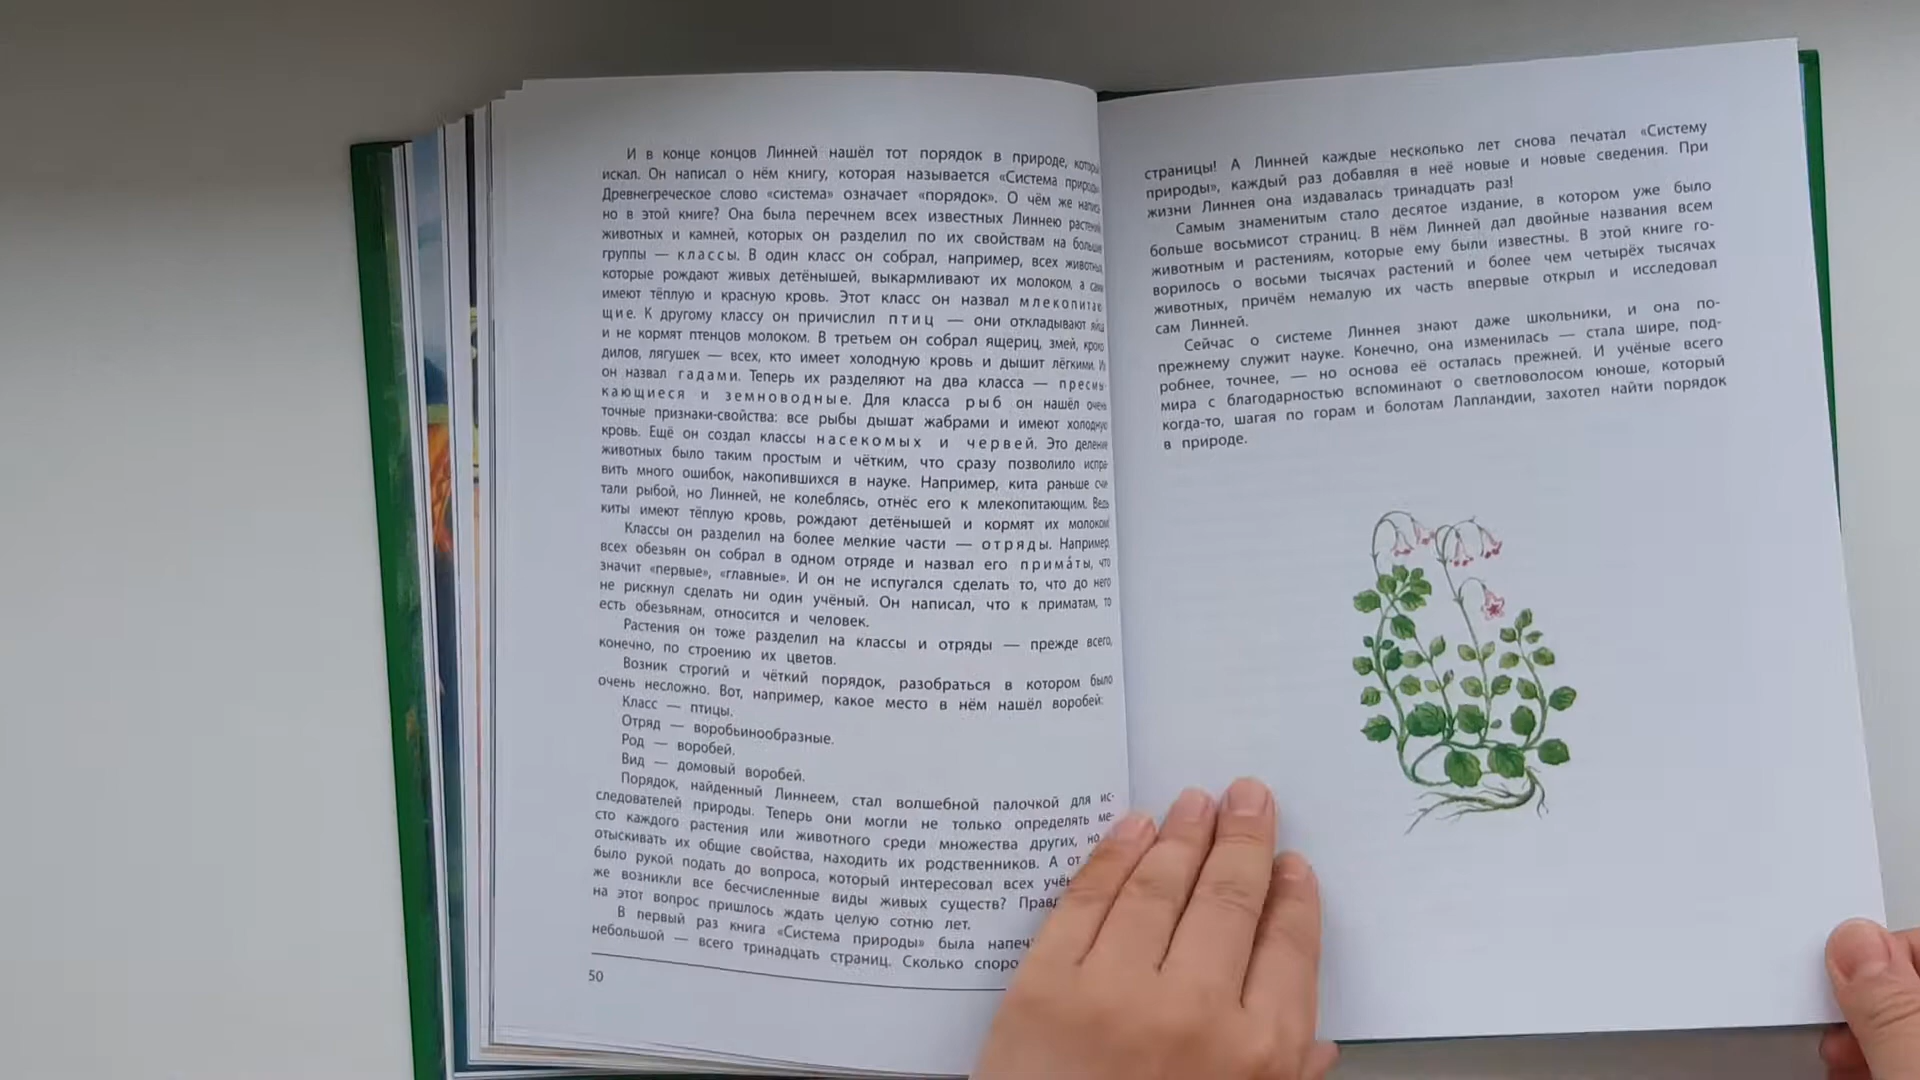 И в конце концов Линней нашёл тот порядок в природе,
искал. Он написал о нём книгу, которая называется «Система природы
Древнегреческое слово «система» означает «порядок». О чём же
но в этой книге? Она была перечнем всех известных Линнею
животных и камней, которых он разделил по их свойствам на
группы — классы. В один класс он собрал, например, всех
которые рождают живых детёнышей, выкармливают их молоком, а сами
имеют тёплую и красную кровь. Этот класс он назвал млекопитаю-
щие. К другому классу он причислил птиц — они откладывают яйца
и не кормят птенцов молоком. В третьем он собрал ящериц, змей, кроко-
дилов, лягушек — всех, кто имеет холодную кровь и дышит лёгкими. Их
он назвал гадами. Теперь их разделяют на два класса — пресмы-
кающиеся и земноводные. Для класса рыб он нашёл очень
точные признаки-свойства: все рыбы дышат жабрами и имеют холодную
кровь. Ещё он создал классы насекомых и червей. Это деление
животных было таким простым и чётким, что сразу позволило испра-
вить много ошибок, накопившихся в науке. Например, кита раньше счи-
тали рыбой, но Линней, не колеблясь, отнёс его к млекопитающим. Ведь
киты имеют тёплую кровь, рождают детёнышей и кормят их молоком
Классы он разделил на более мелкие части — отряды. Например,
всех обезьян он собрал в одном отряде и назвал его примáты, что
значит «первые», «главные». И он не испугался сделать то, что до него
не рискнул сделать ни один учёный. Он написал, что к приматам, то
есть обезьянам, относится и человек.
Растения он тоже разделил на классы и отряды — прежде всего,
конечно, по строению их цветов.
Возник строгий и чёткий порядок, разобраться в котором было
очень несложно. Вот, например, какое место в нём нашёл воробей:
Класс — птицы.
Отряд — воробьинообразные.
Род — воробей.
Вид — домовый воробей.
Порядок, найденный Линнеем, стал волшебной палочкой для ис-
следователей природы. Теперь они могли не только определять ме-
сто каждого растения или животного среди множества других, но
отыскивать их общие свойства, находить их родственников. А от
было рукой подать до вопроса, который интересовал всех
же возникли все бесчисленные виды живых существ?
на этот вопрос пришлось ждать целую сотню лет.
В первый раз книга «Система природы» была
небольшой — всего тринадцать страниц. Сколько
50
страницы! А Линней каждые несколько лет снова печатал «Систему
природы», каждый раз добавляя в неё новые и новые сведения. При
жизни Линнея она издавалась тринадцать раз!
Самым знаменитым стало десятое издание, в котором уже было
больше восьмисот страниц. В нём Линней дал двойные названия всем
животным и растениям, которые ему были известны. В этой книге го-
ворилось о восьми тысячах растений и более чем четырёх тысячах
животных, причём немалую их часть впервые открыл и исследовал
сам Линней.
Сейчас о системе Линнея знают даже школьники, и она по-
прежнему служит науке. Конечно, она изменилась — стала шире, под-
робнее, точнее, — но основа её осталась прежней. И учёные всего
мира с благодарностью вспоминают о светловолосом юноше, который
когда-то, шагая по горам и болотам Лапландии, захотел найти порядок
в природе.